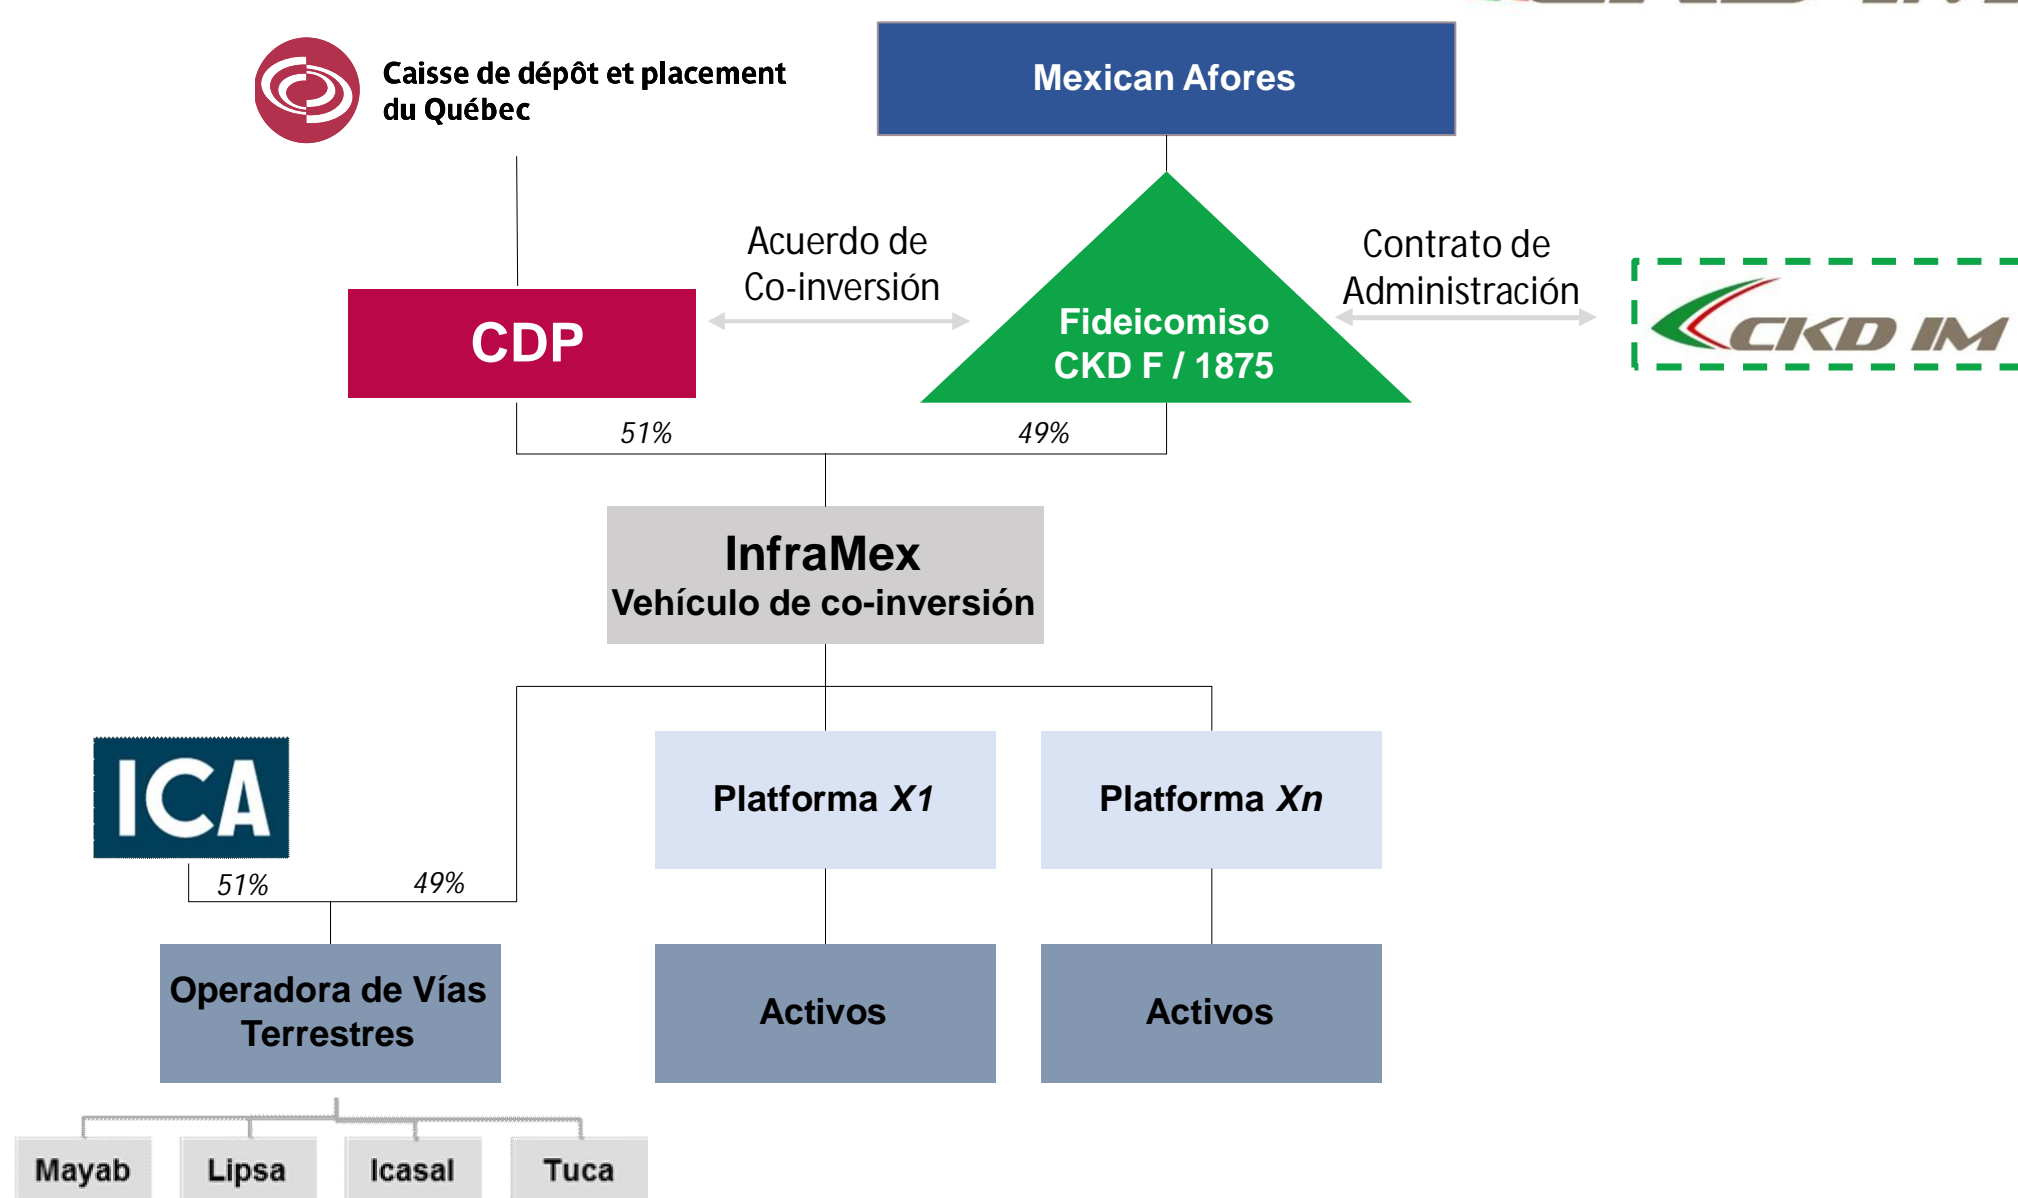 CKD IM
Caisse de dépôt et placement
du Québec
Mexican Afores
Acuerdo de
Co-inversión
Contrato de
Administración
CDP
Fideicomiso
CKD F / 1875
CKD IM
51%
49%
InfraMex
Vehículo de co-inversión
ICA
Platforma X1
Platforma Xn
51%
49%
Operadora de Vías
Terrestres
Activos
Activos
Mayab
Lipsa
Icasal
Tuca